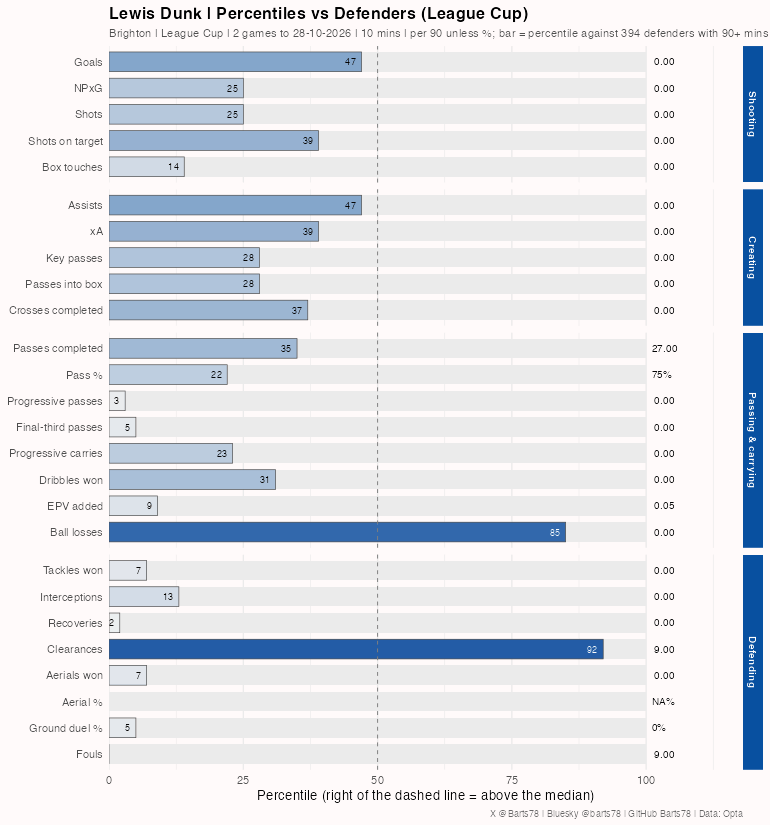 Lewis Dunk | Percentiles vs Defenders (League Cup)
Brighton | League Cup | 2 games to 28-10-2026 | 10 mins | per 90 unless %; bar = percentile against 394 defenders with 90+ mins
Goals 47 0.00
NPxG 25 0.00
Shots 25 0.00
Shots on target 39 0.00
Box touches 14 0.00
Shooting
Assists 47 0.00
xA 39 0.00
Key passes 28 0.00
Passes into box 28 0.00
Crosses completed 37 0.00
Creating
Passes completed 35 27.00
Pass % 22 75%
Progressive passes 3 0.00
Final-third passes 5 0.00
Progressive carries 23 0.00
Dribbles won 31 0.00
EPV added 9 0.05
Ball losses 85 0.00
Passing & carrying
Tackles won 7 0.00
Interceptions 13 0.00
Recoveries 2 0.00
Clearances 92 9.00
Aerials won 7 0.00
Aerial % NA%
Ground duel % 5 0%
Fouls 9.00
Defending
0 25 50 75 100
Percentile (right of the dashed line = above the median)
X @Barts78 | Bluesky @barts78 | GitHub Barts78 | Data: Opta